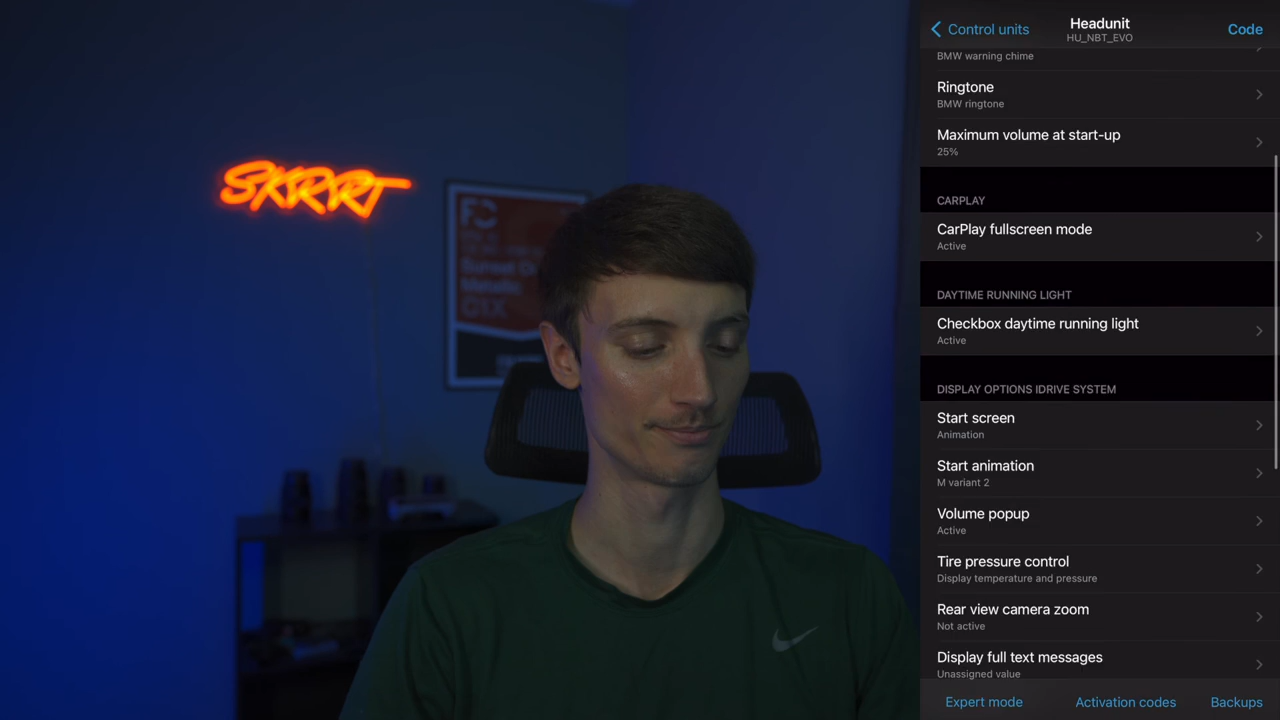 SKRRT
Sunset O
Metallic
G1X
Control units
Headunit
HU_NBT_EVO
Code
BMW warning chime
Ringtone
BMW ringtone
Maximum volume at start-up
25%
CARPLAY
CarPlay fullscreen mode
Active
DAYTIME RUNNING LIGHT
Checkbox daytime running light
Active
DISPLAY OPTIONS IDRIVE SYSTEM
Start screen
Animation
Start animation
M variant 2
Volume popup
Active
Tire pressure control
Display temperature and pressure
Rear view camera zoom
Not active
Display full text messages
Unassigned value
Expert mode
Activation codes
Backups